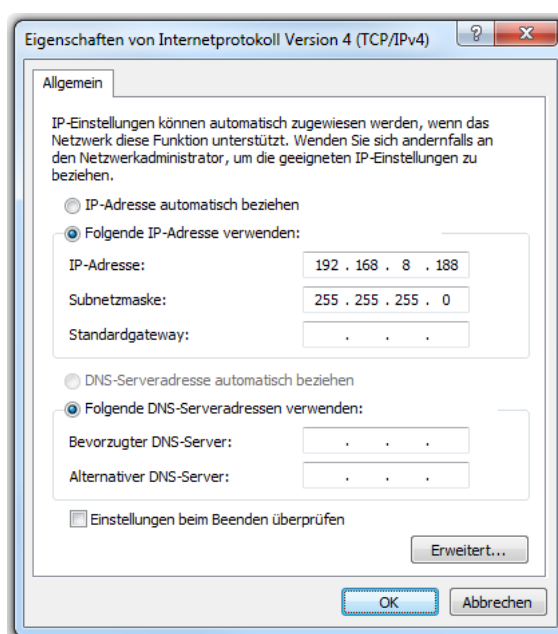 Eigenschaften von Internetprotokoll Version 4 (TCP/IPv4)
?
Allgemein
IP-Einstellungen können automatisch zugewiesen werden, wenn das
Netzwerk diese Funktion unterstützt. Wenden Sie sich andernfalls an
den Netzwerkadministrator, um die geeigneten IP-Einstellungen zu
beziehen.
IP-Adresse automatisch beziehen
Folgende IP-Adresse verwenden:
IP-Adresse: 192 . 168 . 8 . 188
Subnetzmaske: 255 . 255 . 255 . 0
Standardgateway: . . .
DNS-Serveradresse automatisch beziehen
Folgende DNS-Serveradressen verwenden:
Bevorzugter DNS-Server: . . .
Alternativer DNS-Server: . . .
Einstellungen beim Beenden überprüfen
Erweitert...
OK Abbrechen